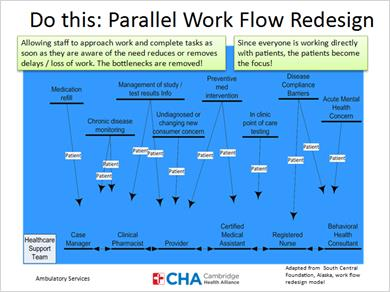 Do this: Parallel Work Flow Redesign
Allowing staff to approach work and complete tasks as
soon as they are aware of the need reduces or removes
delays / loss of work. The bottlenecks are removed!
Since everyone is working directly
with patients, the patients become
the focus!
Medication
refill
Management of study /
test results Info
Preventive
med
intervention
Disease
Compliance
Barriers
Acute Mental
Health
Concern
Chronic disease
monitoring
Undiagnosed or
changing new
consumer concern
In clinic
point of care
testing
Patient
Patient
Patient
Patient
Patient
Patient
Patient
Patient
Patient
Patient
Patient
Healthcare
Support
Team
Case
Manager
Clinical
Pharmacist
Provider
Certified
Medical
Assistant
Registered
Nurse
Behavioral
Health
Consultant
Ambulatory Services
CHA Cambridge
Health Alliance
Adapted from South Central
Foundation, Alaska, work flow
redesign model